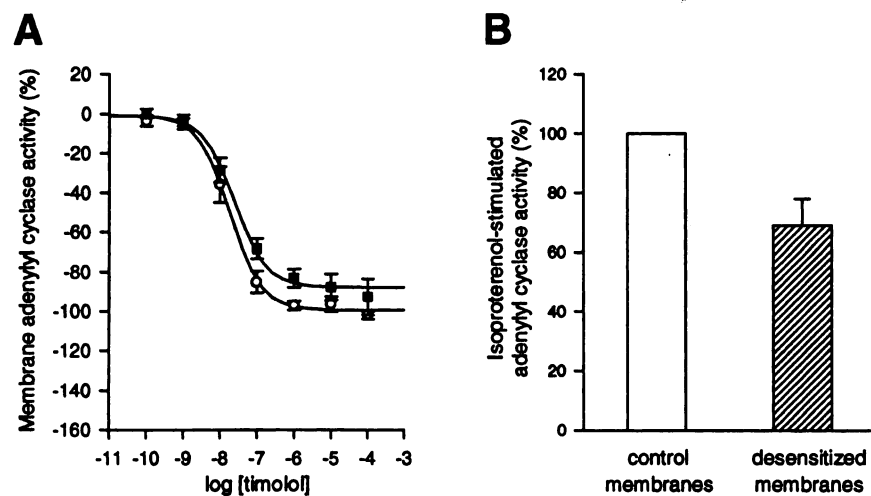 A
Membrane adenylyl cyclase activity (%)
20
0
-20
-40
-60
-80
-100
-120
-140
-160
-11 -10 -9 -8 -7 -6 -5 -4 -3
log [timolol]
B
Isoproterenol-stimulated
adenylyl cyclase activity (%)
120
100
80
60
40
20
0
control
membranes
desensitized
membranes